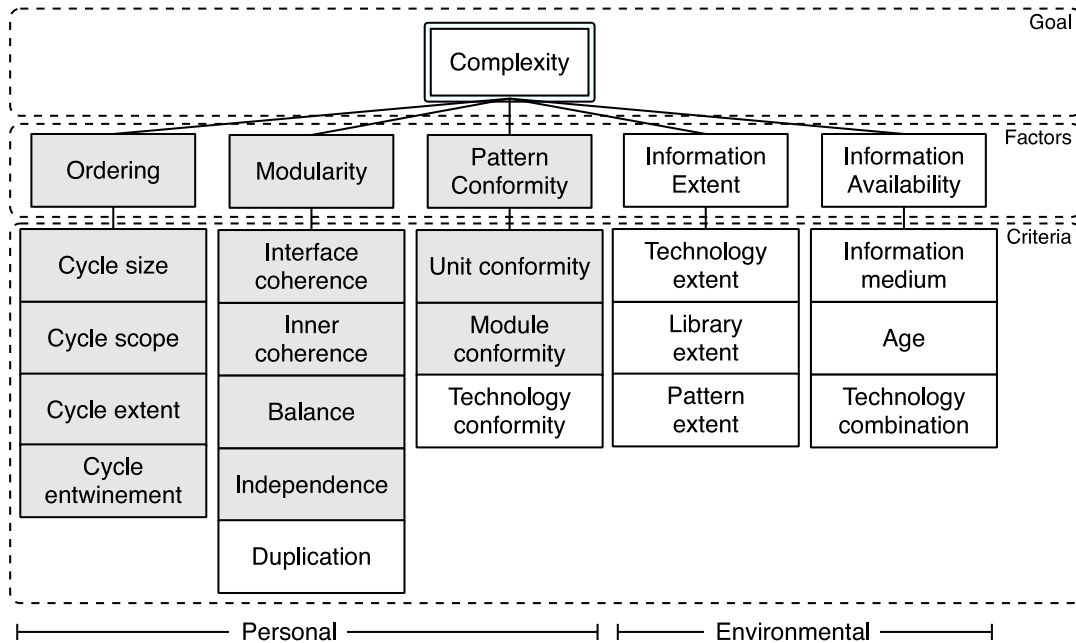 Goal
Complexity
Factors
Ordering
Modularity
Pattern
Conformity
Information
Extent
Information
Availability
Criteria
Cycle size
Cycle scope
Cycle extent
Cycle
entwinement
Interface
coherence
Inner
coherence
Balance
Independence
Duplication
Unit conformity
Module
conformity
Technology
conformity
Technology
extent
Library
extent
Pattern
extent
Information
medium
Age
Technology
combination
Personal
Environmental